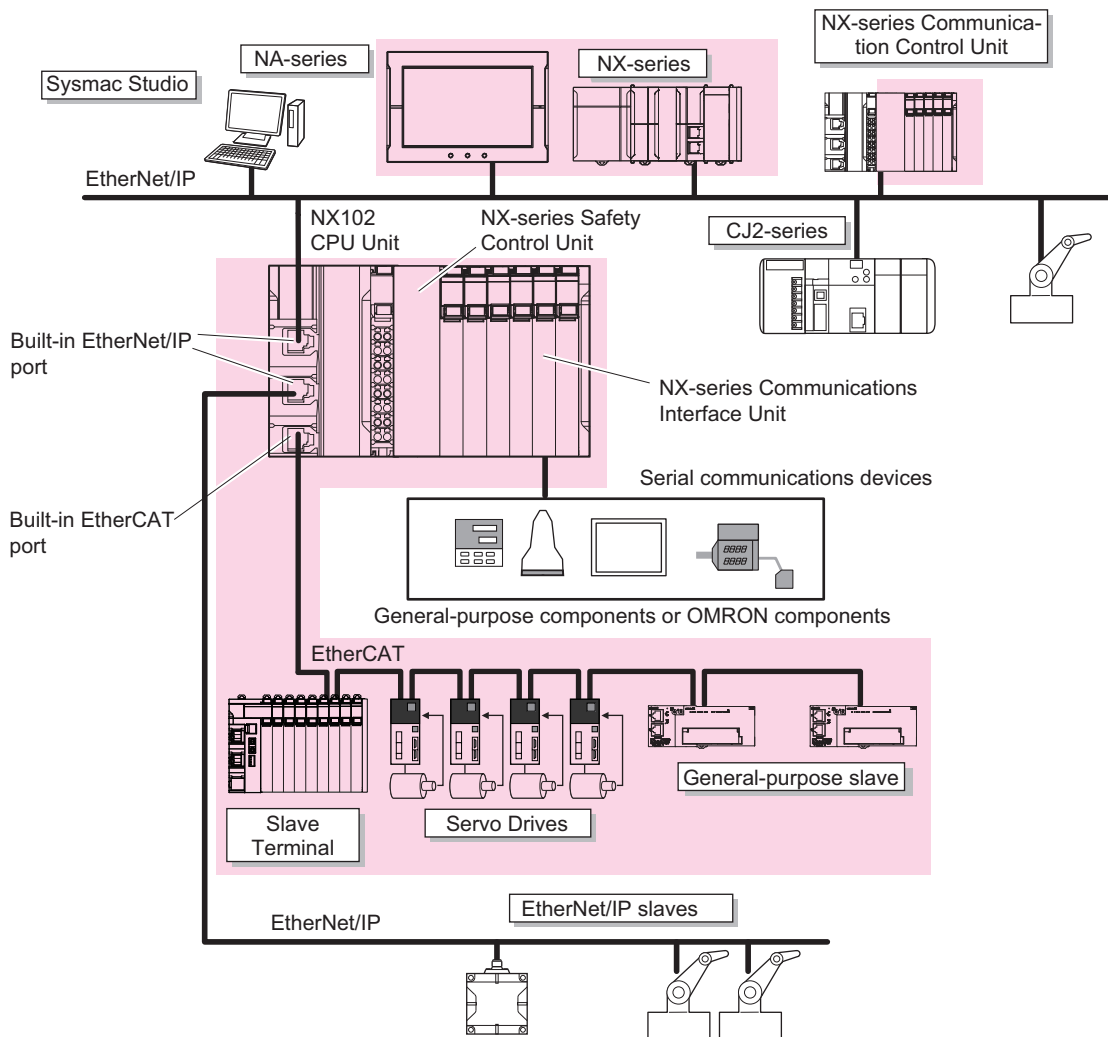 NX-series Communica-
tion Control Unit
NA-series
NX-series
Sysmac Studio
EtherNet/IP
NX102
CPU Unit
NX-series Safety
Control Unit
CJ2-series
Built-in EtherNet/IP
port
NX-series Communications
Interface Unit
Serial communications devices
Built-in EtherCAT
port
General-purpose components or OMRON components
EtherCAT
General-purpose slave
Slave
Terminal
Servo Drives
EtherNet/IP slaves
EtherNet/IP